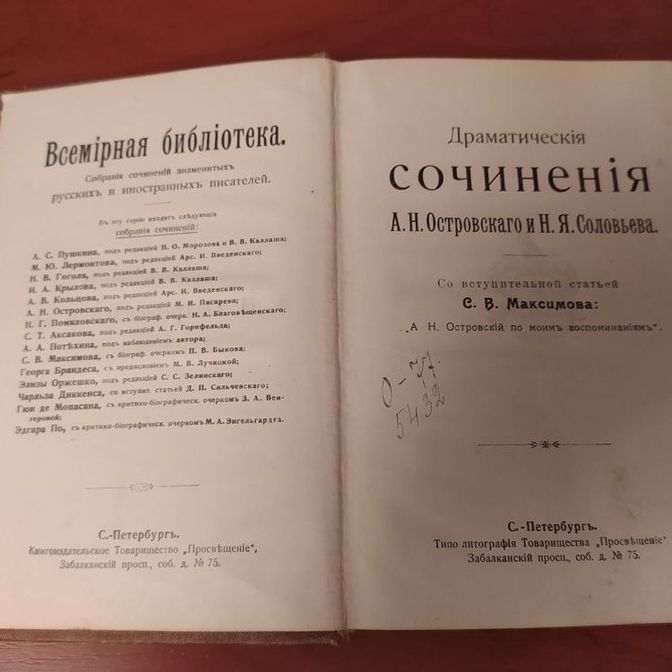 Всемірная библіотека.
Собранія сочиненій знаменитыхъ
русскихъ и иностранныхъ писателей.
Въ эту серію входятъ слѣдующія
собранія сочиненій:
А. С. Пушкина, подъ редакціей П. О. Морозова и В. В. Каллаша;
М. Ю. Лермонтова, подъ редакціей Арс. И. Введенскаго;
Н. В. Гоголя, подъ редакціей В. В. Каллаша;
И. А. Крылова, подъ редакціей В. В. Каллаша;
А. В. Кольцова, подъ редакціей Арс. И. Введенскаго;
А. Н. Островскаго, подъ редакціей М. И. Писарева;
Н. Г. Помяловскаго, съ біограф. очерк. Н. А. Благовѣщенскаго;
С. Т. Аксакова, подъ редакціей А. Г. Горнфельда;
А. А. Потѣхина, подъ наблюденіемъ автора;
С. В. Максимова, съ біограф. очеркомъ П. В. Быкова;
Георга Брандеса, съ предисловіемъ М. В. Лучицкой;
Элизы Оржешко, подъ редакціей С. С. Зелинскаго;
Чарльза Диккенса, со вступит. статьей Д. П. Сильчевскаго;
Гюи де Мопасана, съ критико-біографическ. очеркомъ З. А. Вен-
геровой;
Эдгара По, съ критико-біографическ. очеркомъ М. А. Энгельгардта.
С.-Петербургъ.
Книгоиздательское Товарищество „Просвѣщеніе“,
Забалканскій просп., соб. д. № 75.
Драматическія
сочиненія
А. Н. Островскаго и Н. Я. Соловьева.
Со вступительной статьей
С. В. Максимова:
„А Н. Островскій по моимъ воспоминаніямъ“.
О-77.
5432
С.-Петербургъ.
Типо литографія Товарищества „Просвѣщеніе“
Забалканскій просп., соб. д. № 75.